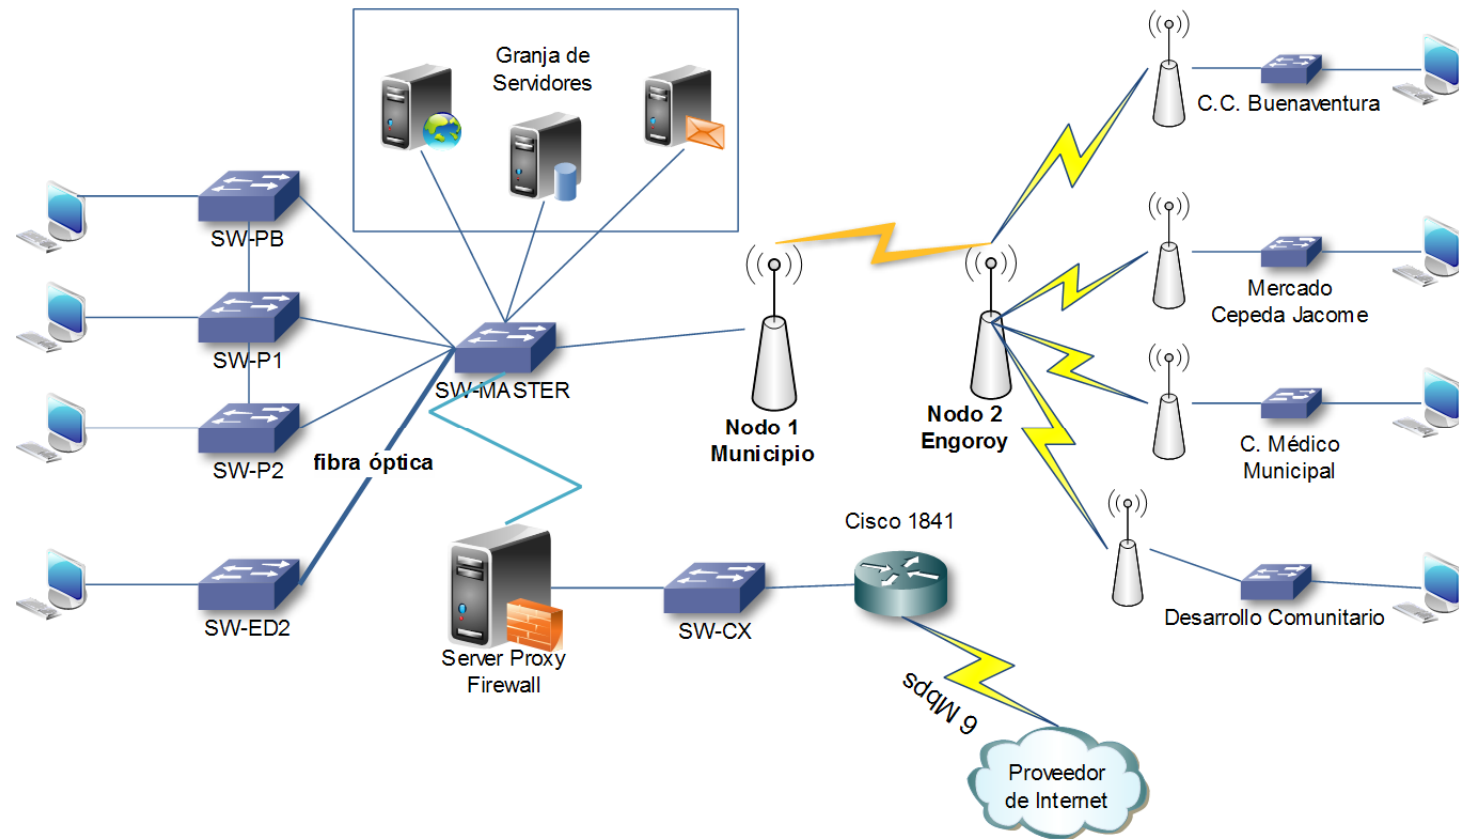 Granja de
Servidores
C.C. Buenaventura
SW-PB
Mercado
Cepeda Jacome
SW-P1
SW-MASTER
Nodo 1
Municipio
Nodo 2
Engoroy
C. Médico
Municipal
SW-P2
fibra óptica
Cisco 1841
SW-ED2
Server Proxy
Firewall
SW-CX
Desarrollo Comunitario
6 Mbps
Proveedor
de Internet